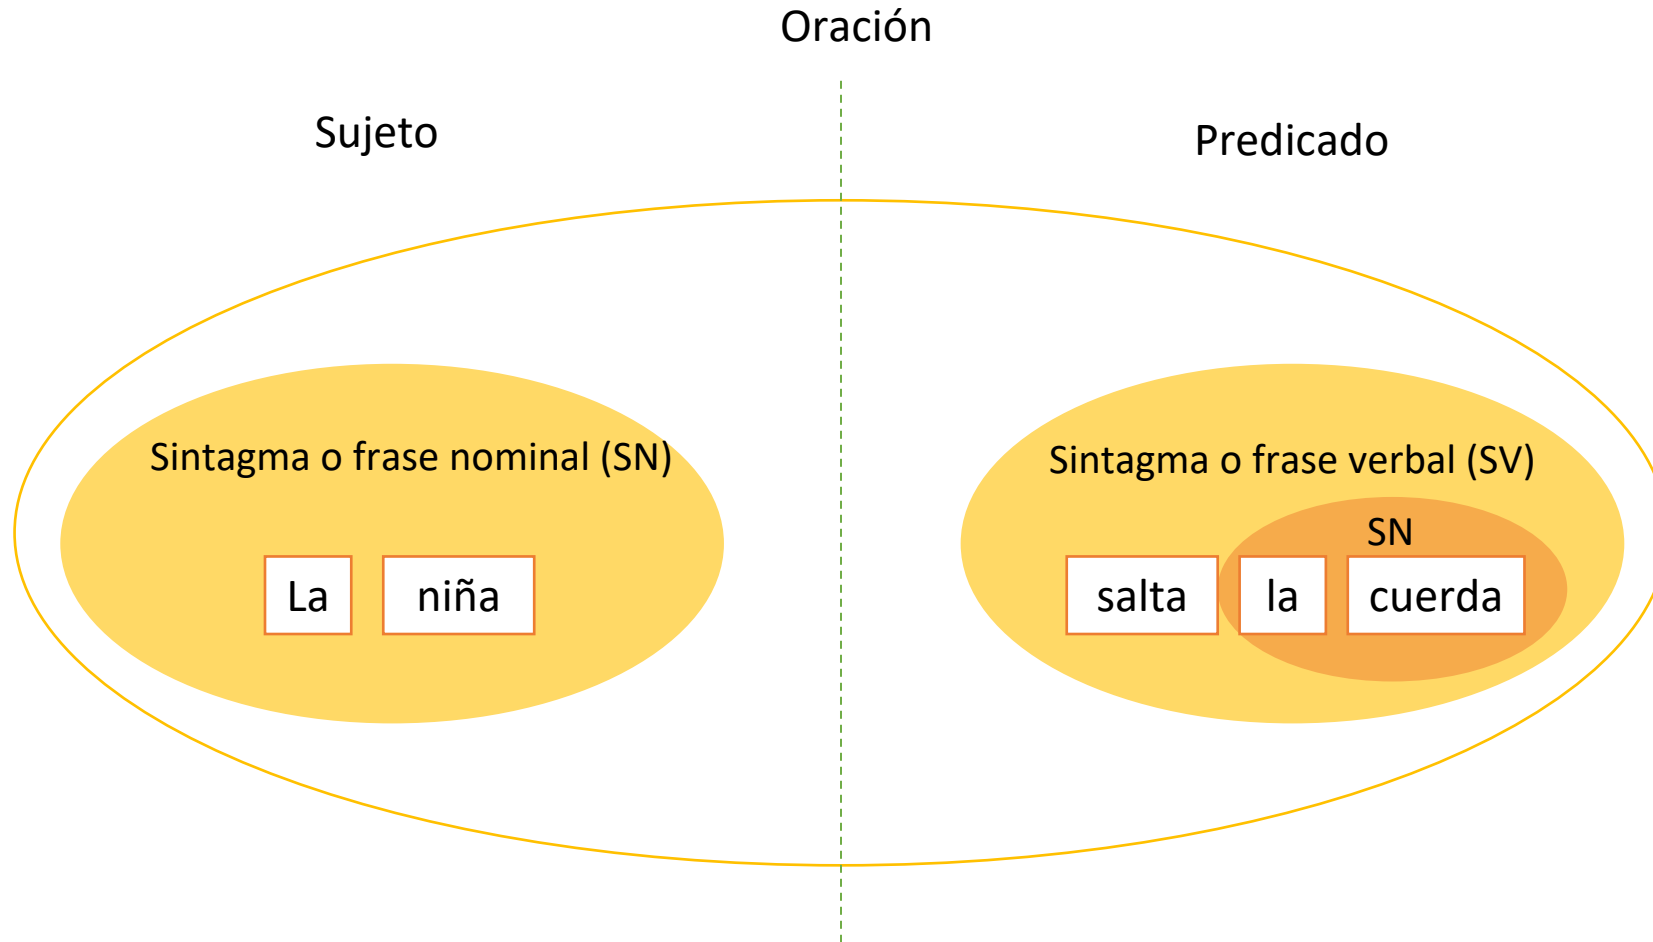 Oración
Sujeto
Predicado
Sintagma o frase nominal (SN)
La niña
Sintagma o frase verbal (SV)
SN
salta la cuerda